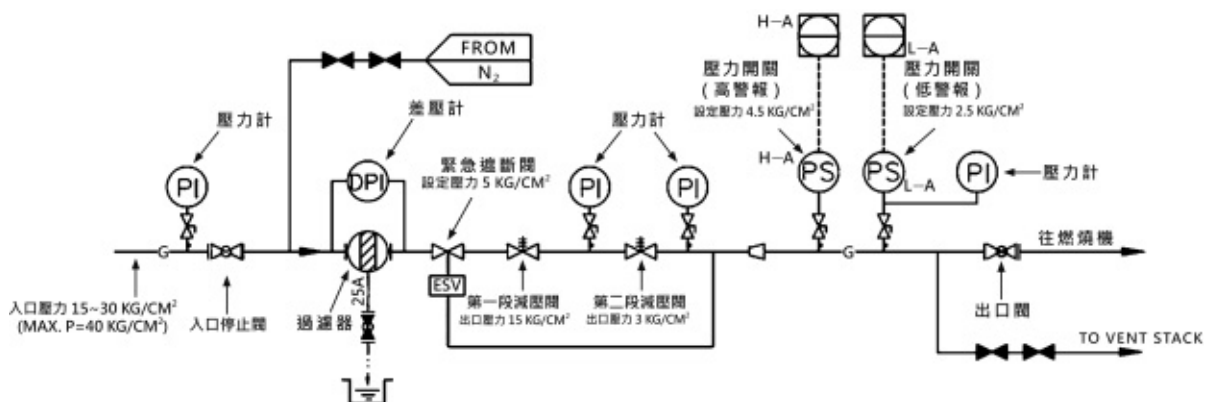 H-A
L-A
FROM
N₂
壓力開關
(高警報)
設定壓力 4.5 KG/CM²
壓力開關
(低警報)
設定壓力 2.5 KG/CM²
壓力計
差壓計
緊急遮斷閥
設定壓力 5 KG/CM²
壓力計
H-A
PI
DPI
PI
PI
PS
PS
L-A
PI
壓力計
G
G
往燃燒機
ESV
25A
入口壓力 15~30 KG/CM²
(MAX. P=40 KG/CM²)
入口停止閥
過濾器
第一段減壓閥
出口壓力 15 KG/CM²
第二段減壓閥
出口壓力 3 KG/CM²
出口閥
TO VENT STACK